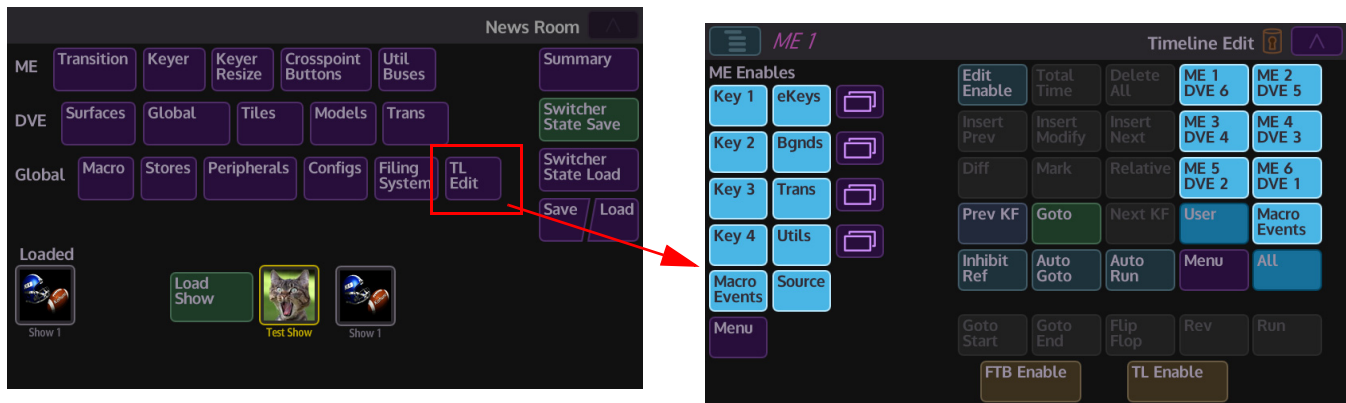 News Room
ME
Transition
Keyer
Keyer
Resize
Crosspoint
Buttons
Util
Buses
Summary
DVE
Surfaces
Global
Tiles
Models
Trans
Switcher
State Save
Global
Macro
Stores
Peripherals
Configs
Filing
System
TL
Edit
Switcher
State Load
Save
Load
Loaded
Show 1
Load
Show
Test Show
Show 1
ME 1
Timeline Edit
ME Enables
Key 1
eKeys
Key 2
Bgnds
Key 3
Trans
Key 4
Utils
Macro
Events
Source
Menu
Edit
Enable
Total
Time
Delete
All
ME 1
DVE 6
ME 2
DVE 5
Insert
Prev
Insert
Modify
Insert
Next
ME 3
DVE 4
ME 4
DVE 3
Diff
Mark
Relative
ME 5
DVE 2
ME 6
DVE 1
Prev KF
Goto
Next KF
User
Macro
Events
Inhibit
Ref
Auto
Goto
Auto
Run
Menu
All
Goto
Start
Goto
End
Flip
Flop
Rev
Run
FTB Enable
TL Enable